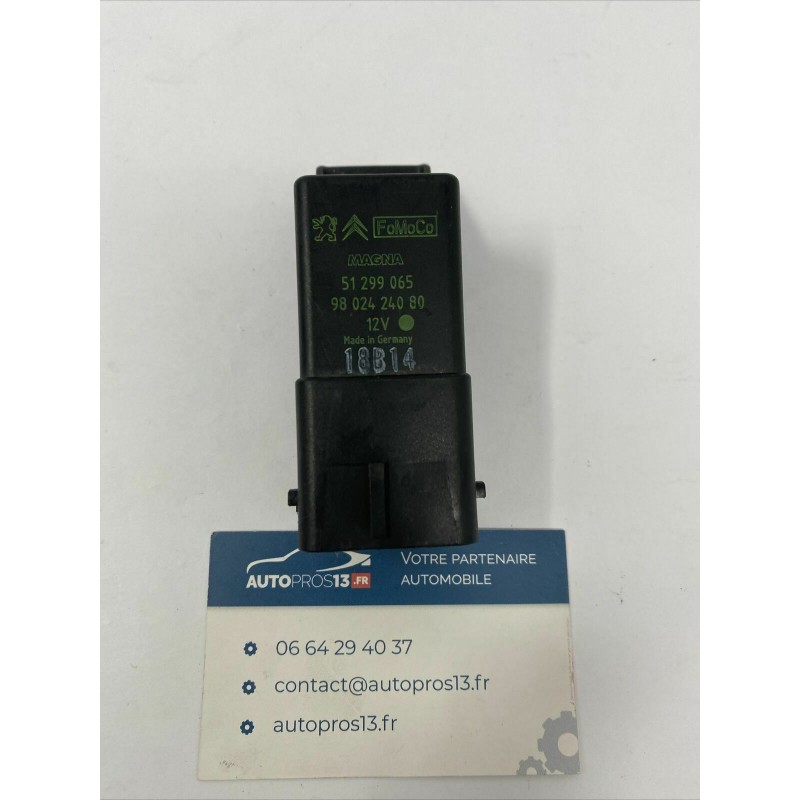 FoMoCo
MAGNA
51 299 065
98 024 240 80
12V
Made in Germany
18B14
AUTOPROS13.FR
VOTRE PARTENAIRE
AUTOMOBILE
06 64 29 40 37
contact@autopros13.fr
autopros13.fr